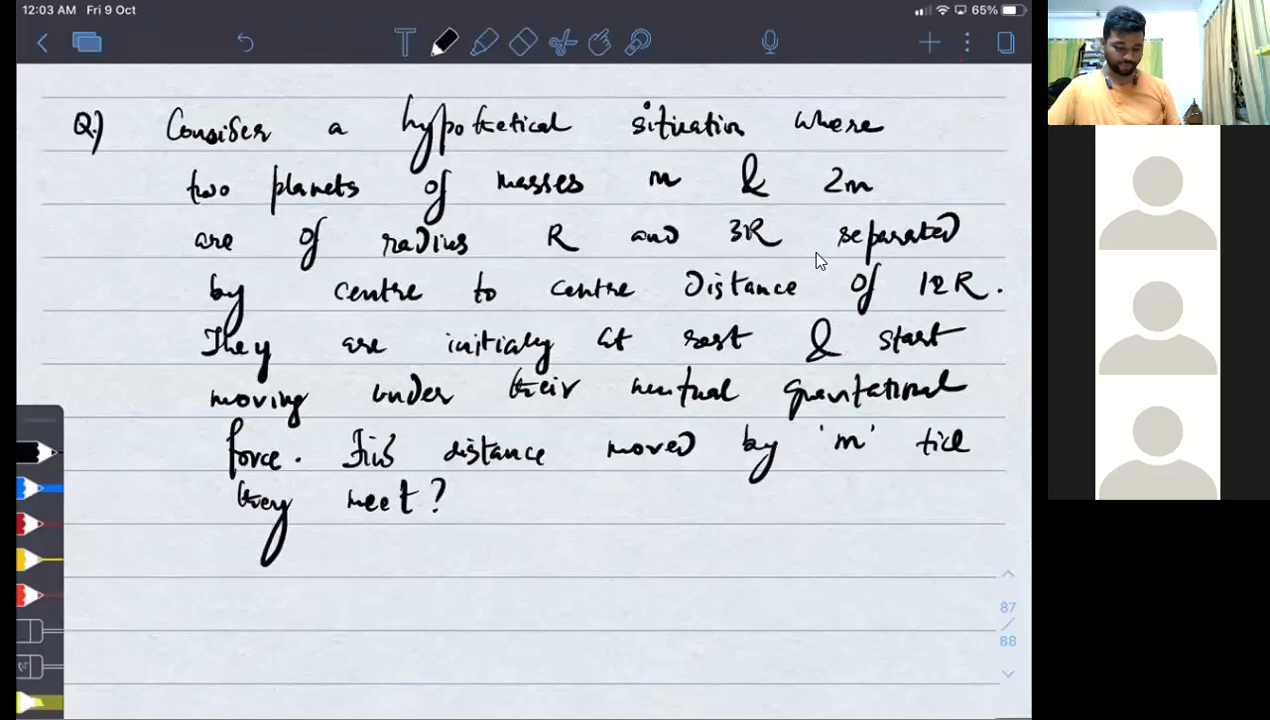 12:03 AM Fri 9 Oct
65%
Q.) Consider a hypothetical situation where
two planets of masses m & 2m
are of radius R and 3R separated
by centre to centre distance of 12R.
They are initialy at rest & start
moving under their mutual gravitational
force. Find distance moved by 'm' till
they meet?
87
/
88